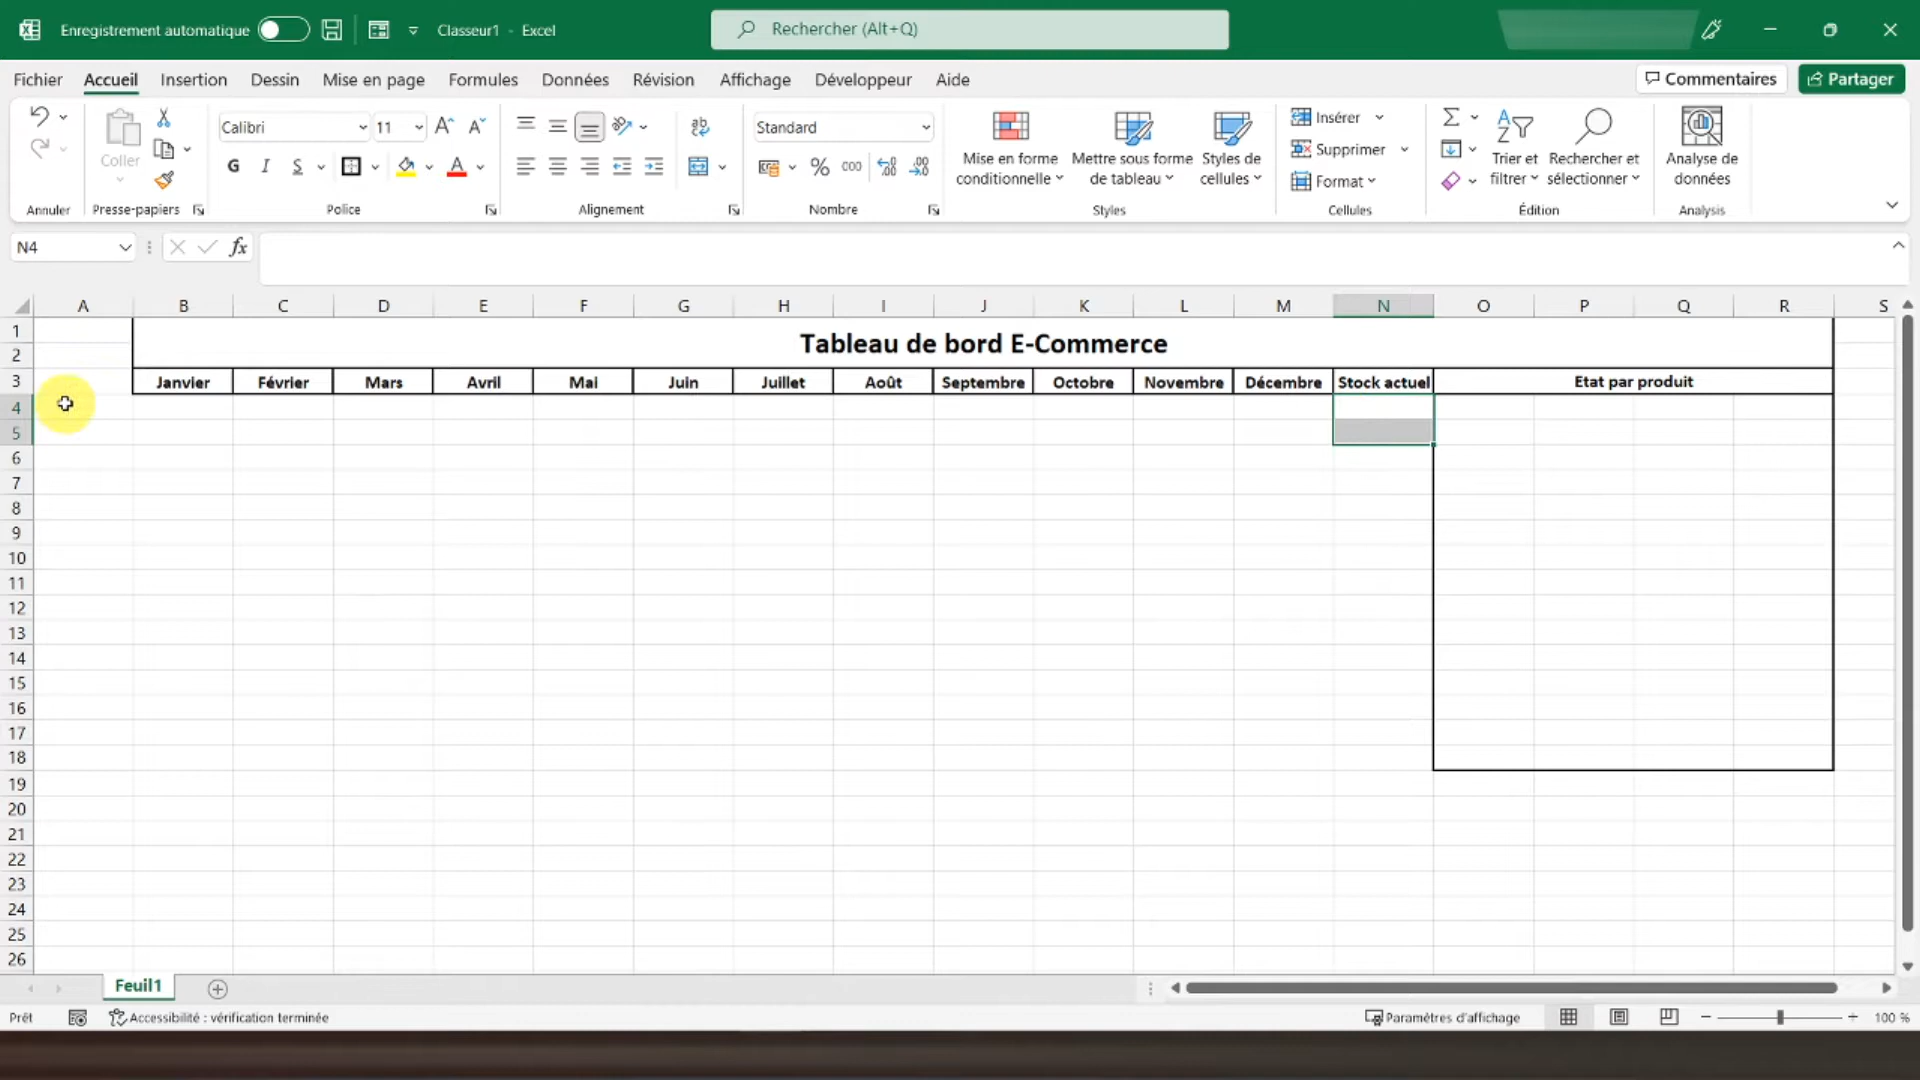 Enregistrement automatique Classeur1 - Excel Rechercher (Alt+Q)
Fichier Accueil Insertion Dessin Mise en page Formules Données Révision Affichage Développeur Aide Commentaires Partager
Coller
Annuler Presse-papiers
Calibri 11
G I S A
Police
Alignement
Standard
% 000
Nombre
Mise en forme conditionnelle
Mettre sous forme de tableau
Styles de cellules
Styles
Insérer
Supprimer
Format
Cellules
Trier et filtrer
Rechercher et sélectionner
Édition
Analyse de données
Analysis
N4 fx
A B C D E F G H I J K L M N O P Q R S
1
Tableau de bord E-Commerce
2
3 Janvier Février Mars Avril Mai Juin Juillet Août Septembre Octobre Novembre Décembre Stock actuel Etat par produit
4
5
6
7
8
9
10
11
12
13
14
15
16
17
18
19
20
21
22
23
24
25
26
Feuil1
Prêt Accessibilité : vérification terminée Paramètres d'affichage 100 %